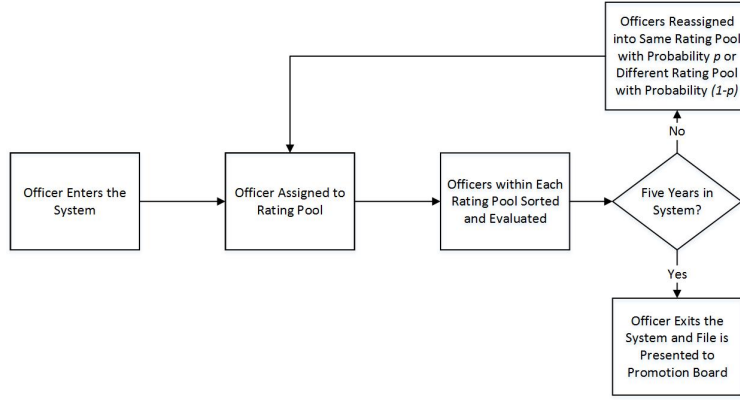 Officer Enters the
System
Officer Assigned to
Rating Pool
Officers within Each
Rating Pool Sorted
and Evaluated
Five Years in
System?
No
Officers Reassigned
into Same Rating Pool
with Probability p or
Different Rating Pool
with Probability (1-p)
Yes
Officer Exits the
System and File is
Presented to
Promotion Board